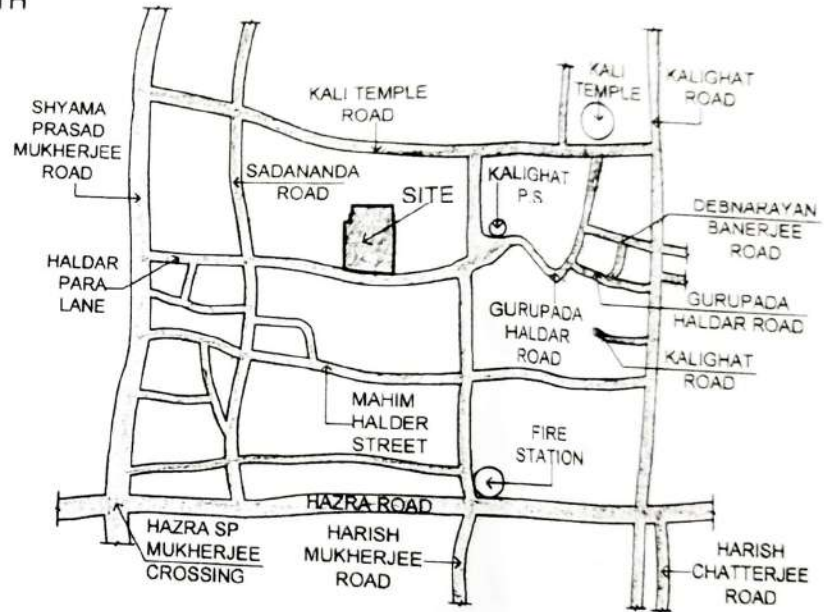 TH
SHYAMA
PRASAD
MUKHERJEE
ROAD
KALI TEMPLE
ROAD
KALI
TEMPLE
KALIGHAT
ROAD
SADANANDA
ROAD
SITE
KALIGHAT
P.S.
DEBNARAYAN
BANERJEE
ROAD
HALDAR
PARA
LANE
GURUPADA
HALDAR
ROAD
GURUPADA
HALDAR ROAD
KALIGHAT
ROAD
MAHIM
HALDER
STREET
FIRE
STATION
HAZRA ROAD
HAZRA SP
MUKHERJEE
CROSSING
HARISH
MUKHERJEE
ROAD
HARISH
CHATTERJEE
ROAD